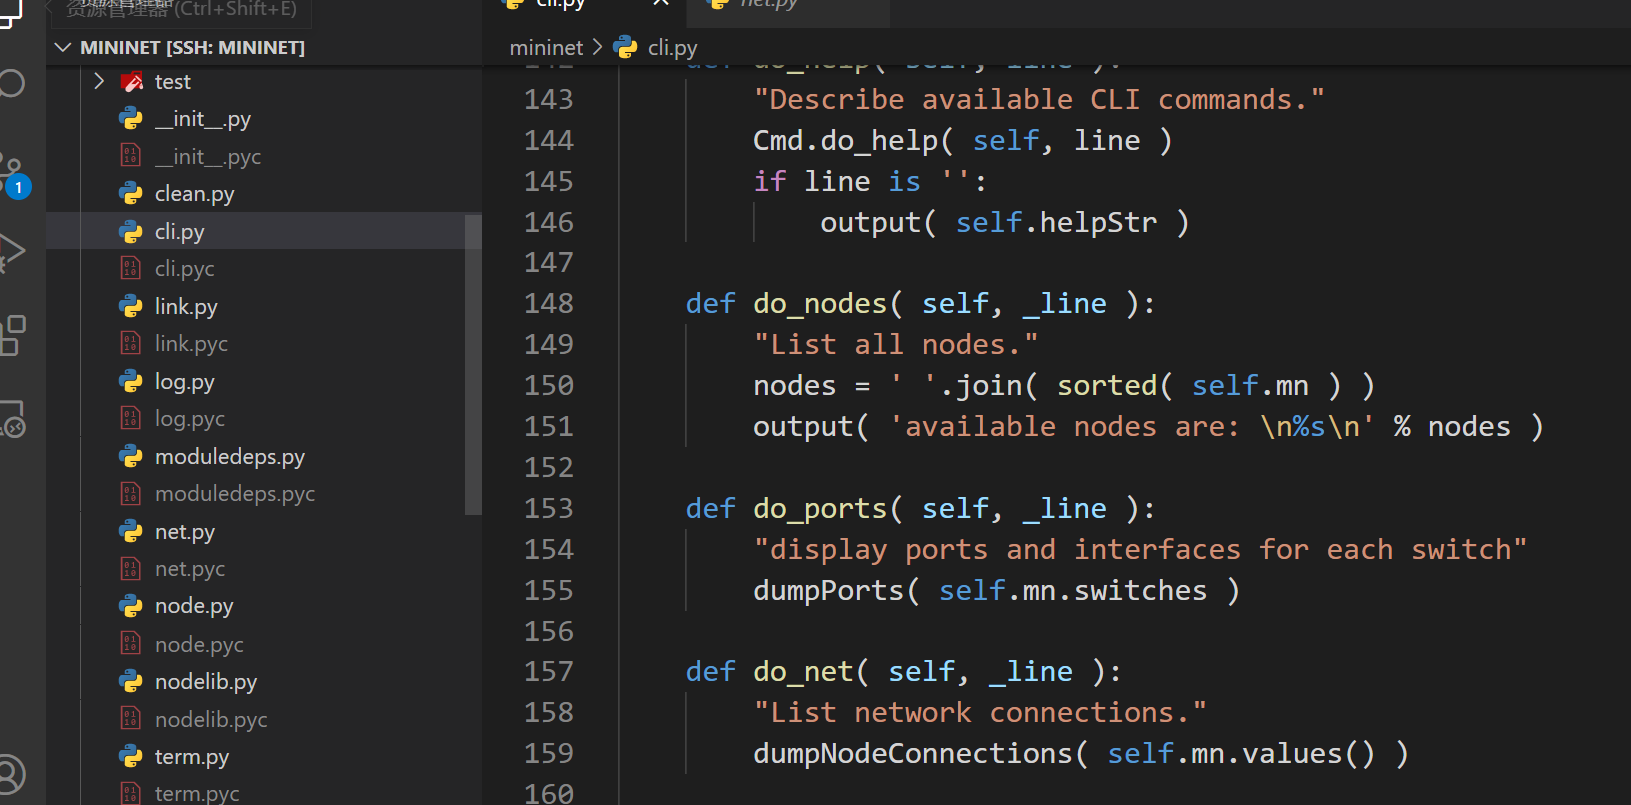 资源管理器 (Ctrl+Shift+E)
MININET [SSH: MININET]
test
__init__.py
__init__.pyc
clean.py
cli.py
cli.pyc
link.py
link.pyc
log.py
log.pyc
moduledeps.py
moduledeps.pyc
net.py
net.pyc
node.py
node.pyc
nodelib.py
nodelib.pyc
term.py
term.pyc
1
cli.py
net.py
mininet > cli.py
142 def do_help( self, line ):
143 "Describe available CLI commands."
144 Cmd.do_help( self, line )
145 if line is '':
146 output( self.helpStr )
147
148 def do_nodes( self, _line ):
149 "List all nodes."
150 nodes = ' '.join( sorted( self.mn ) )
151 output( 'available nodes are: \n%s\n' % nodes )
152
153 def do_ports( self, _line ):
154 "display ports and interfaces for each switch"
155 dumpPorts( self.mn.switches )
156
157 def do_net( self, _line ):
158 "List network connections."
159 dumpNodeConnections( self.mn.values() )
160